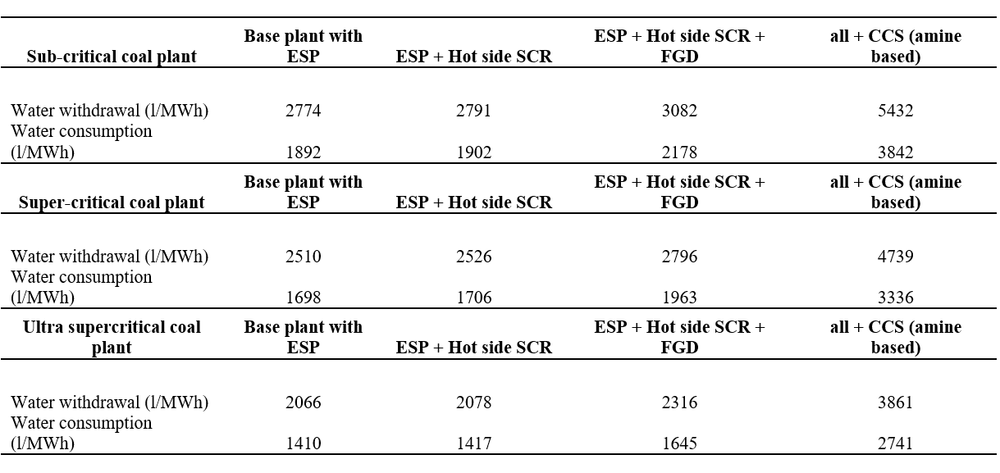 Sub-critical coal plant Base plant with ESP ESP + Hot side SCR ESP + Hot side SCR + FGD all + CCS (amine based)
Water withdrawal (l/MWh) 2774 2791 3082 5432
Water consumption
(l/MWh) 1892 1902 2178 3842
Super-critical coal plant Base plant with ESP ESP + Hot side SCR ESP + Hot side SCR + FGD all + CCS (amine based)
Water withdrawal (l/MWh) 2510 2526 2796 4739
Water consumption
(l/MWh) 1698 1706 1963 3336
Ultra supercritical coal plant Base plant with ESP ESP + Hot side SCR ESP + Hot side SCR + FGD all + CCS (amine based)
Water withdrawal (l/MWh) 2066 2078 2316 3861
Water consumption
(l/MWh) 1410 1417 1645 2741